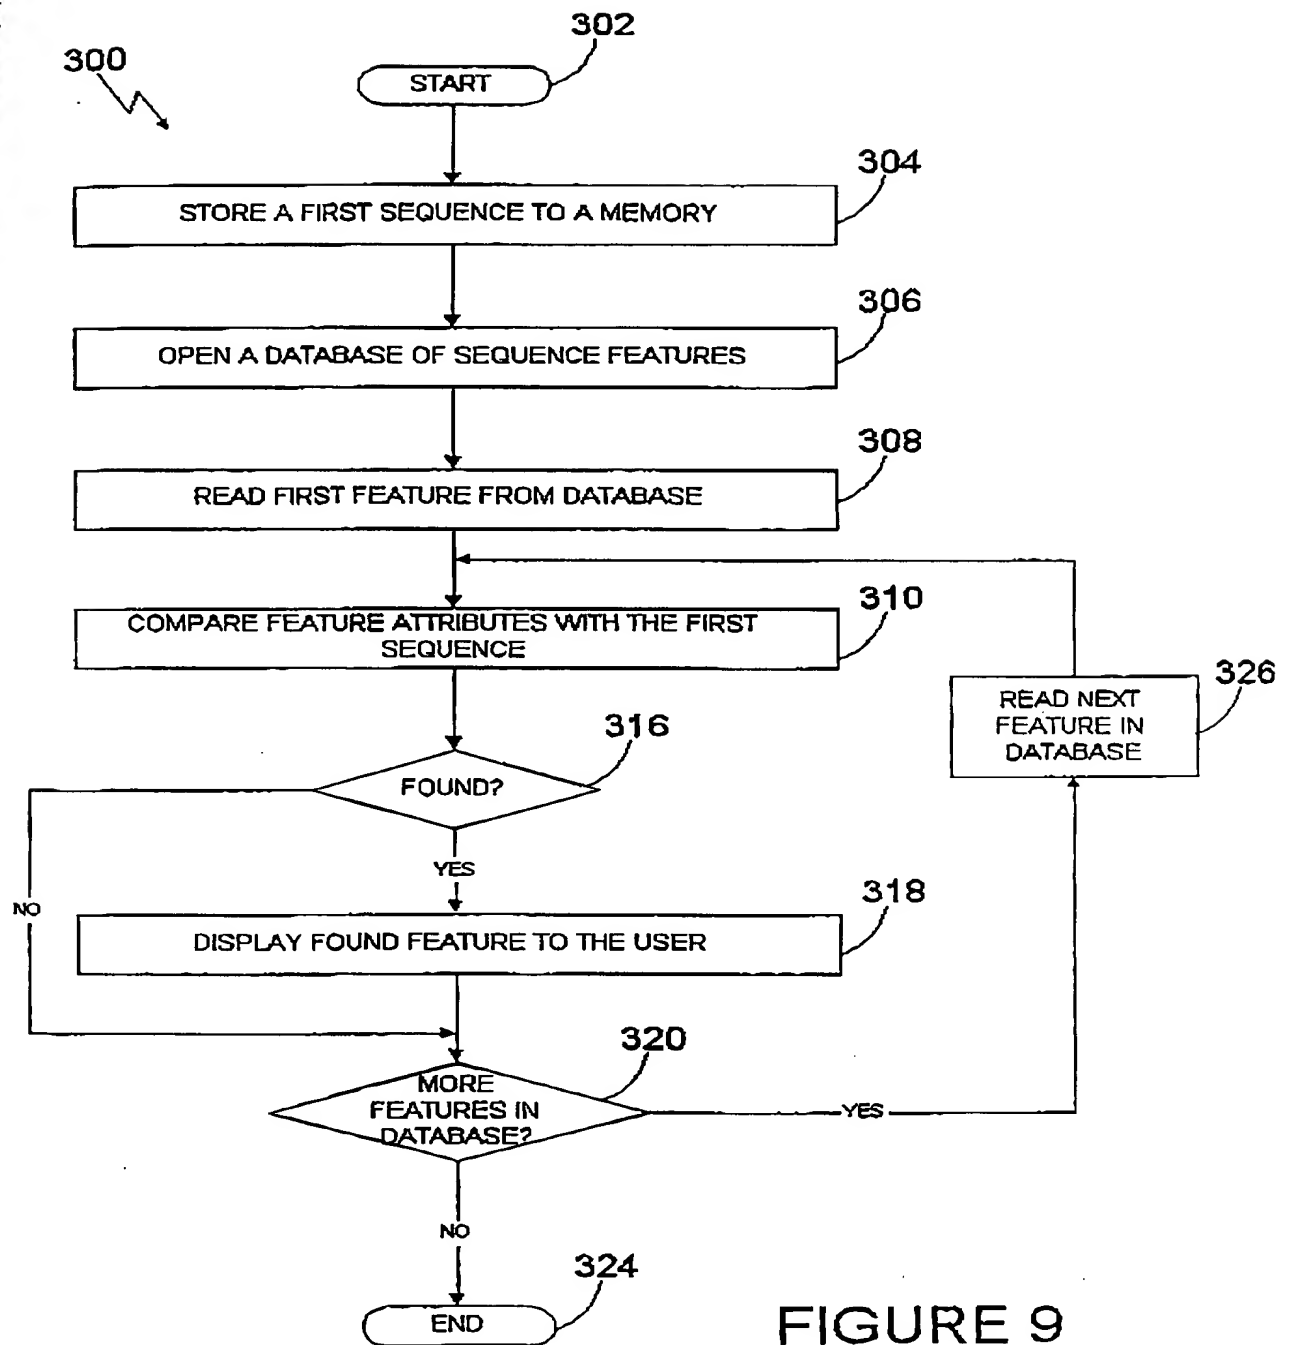 302
300
START
304
STORE A FIRST SEQUENCE TO A MEMORY
306
OPEN A DATABASE OF SEQUENCE FEATURES
308
READ FIRST FEATURE FROM DATABASE
310
COMPARE FEATURE ATTRIBUTES WITH THE FIRST
SEQUENCE
326
READ NEXT
FEATURE IN
DATABASE
316
FOUND?
YES
NO
318
DISPLAY FOUND FEATURE TO THE USER
320
MORE
FEATURES IN
DATABASE?
YES
NO
324
END
FIGURE 9